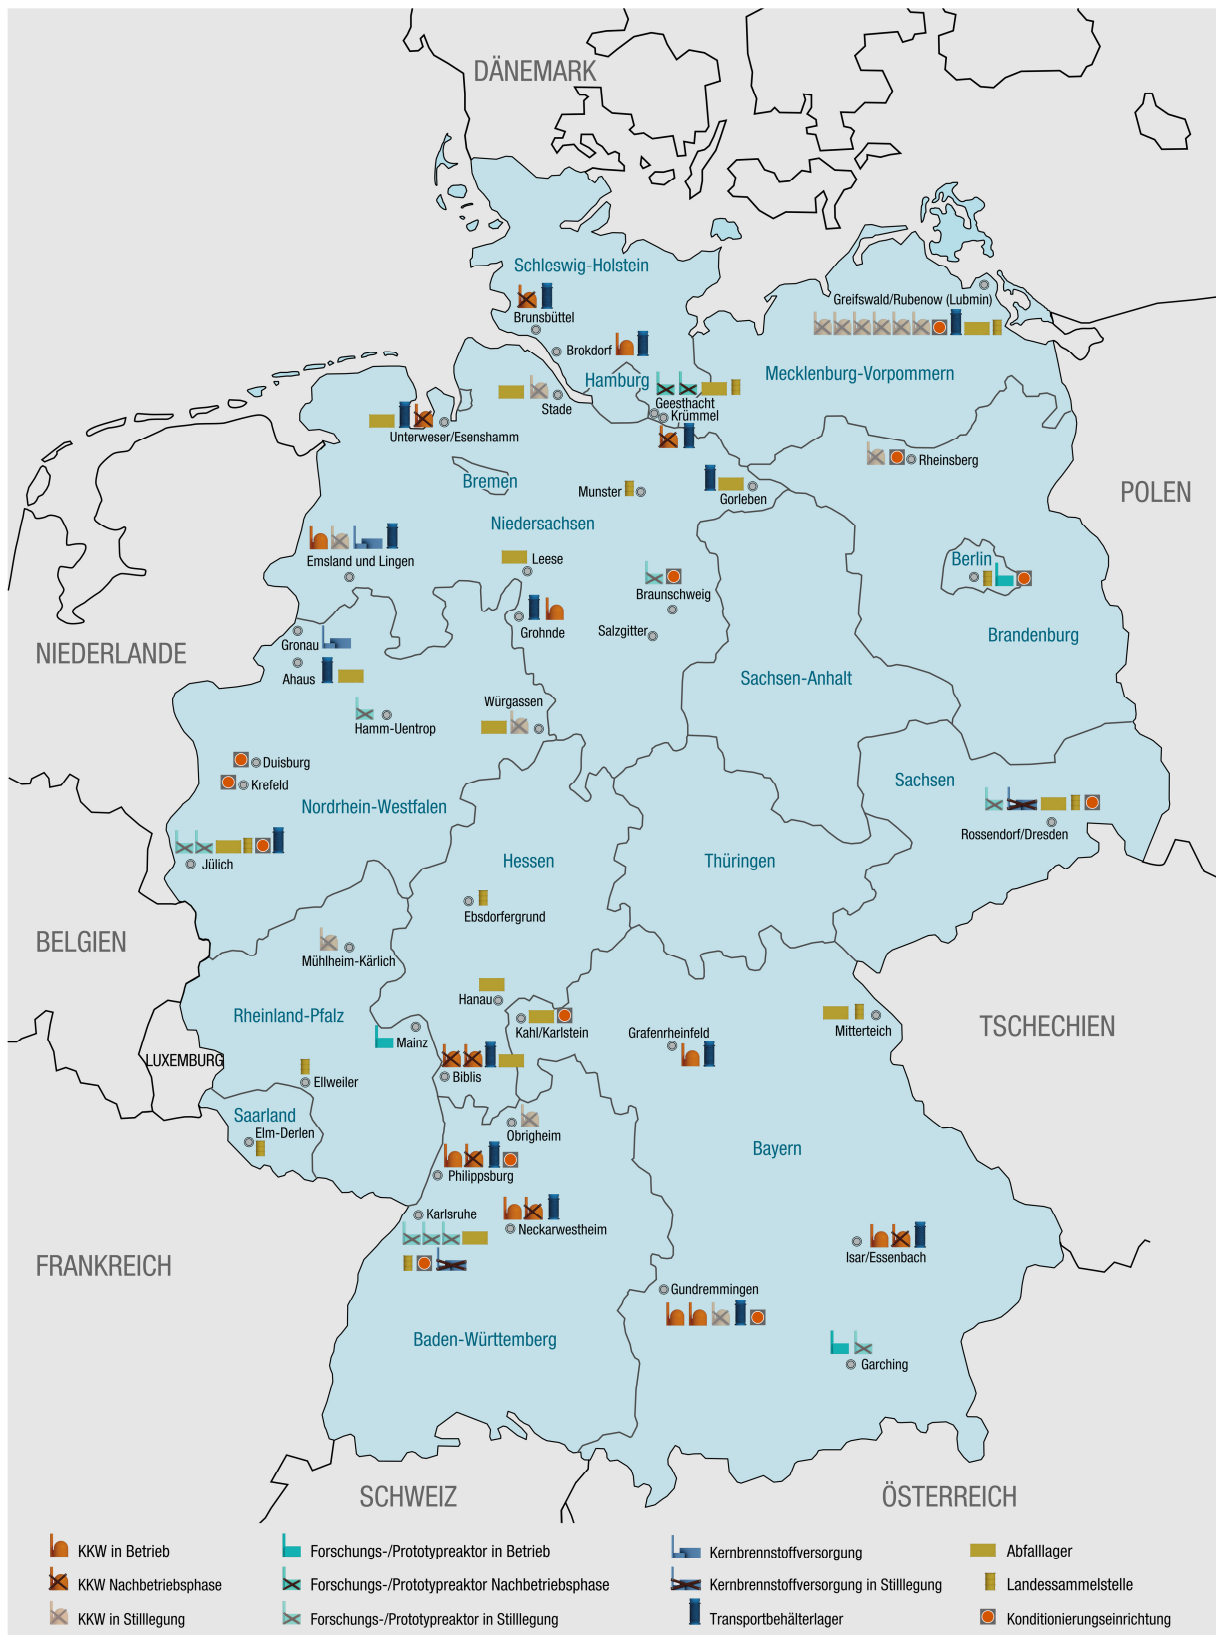 DÄNEMARK
Schleswig-Holstein
Brunsbüttel
Greifswald/Rubenow (Lubmin)
Brokdorf
Hamburg
Mecklenburg-Vorpommern
Stade
Geesthacht
Krümmel
Unterweser/Esenshamm
Rheinsberg
Bremen
Munster
Gorleben
POLEN
Niedersachsen
Emsland und Lingen
Leese
Berlin
Braunschweig
Grohnde
Salzgitter
Brandenburg
Gronau
NIEDERLANDE
Ahaus
Sachsen-Anhalt
Würgassen
Hamm-Uentrop
Duisburg
Krefeld
Sachsen
Nordrhein-Westfalen
Rossendorf/Dresden
Jülich
Hessen
Thüringen
Ebsdorfergrund
BELGIEN
Mühlheim-Kärlich
Hanau
Rheinland-Pfalz
Kahl/Karlstein
Grafenrheinfeld
Mitterteich
TSCHECHIEN
Mainz
LUXEMBURG
Biblis
Ellweiler
Saarland
Elm-Derlen
Obrigheim
Bayern
Philippsburg
Karlsruhe
Neckarwestheim
Isar/Essenbach
FRANKREICH
Gundremmingen
Baden-Württemberg
Garching
SCHWEIZ
ÖSTERREICH
KKW in Betrieb
KKW Nachbetriebsphase
KKW in Stilllegung
Forschungs-/Prototypreaktor in Betrieb
Forschungs-/Prototypreaktor Nachbetriebsphase
Forschungs-/Prototypreaktor in Stilllegung
Kernbrennstoffversorgung
Kernbrennstoffversorgung in Stilllegung
Transportbehälterlager
Abfalllager
Landessammelstelle
Konditionierungseinrichtung